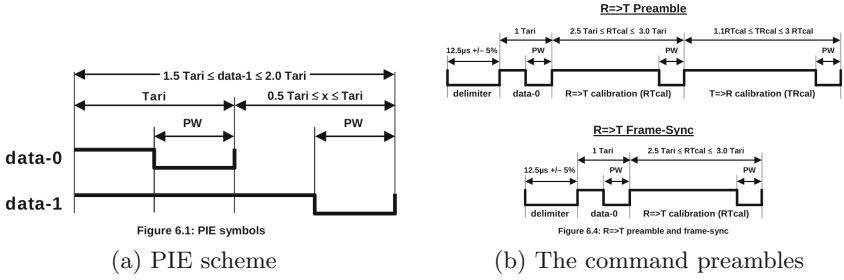 1.5 Tari ≤ data-1 ≤ 2.0 Tari
Tari
0.5 Tari ≤ x ≤ Tari
PW
PW
data-0
data-1
Figure 6.1: PIE symbols
(a) PIE scheme
R=>T Preamble
1 Tari
2.5 Tari ≤ RTcal ≤ 3.0 Tari
1.1RTcal ≤ TRcal ≤ 3 RTcal
12.5µs +/– 5%
PW
PW
PW
delimiter
data-0
R=>T calibration (RTcal)
T=>R calibration (TRcal)
R=>T Frame-Sync
1 Tari
2.5 Tari ≤ RTcal ≤ 3.0 Tari
12.5µs +/– 5%
PW
PW
delimiter
data-0
R=>T calibration (RTcal)
Figure 6.4: R=>T preamble and frame-sync
(b) The command preambles